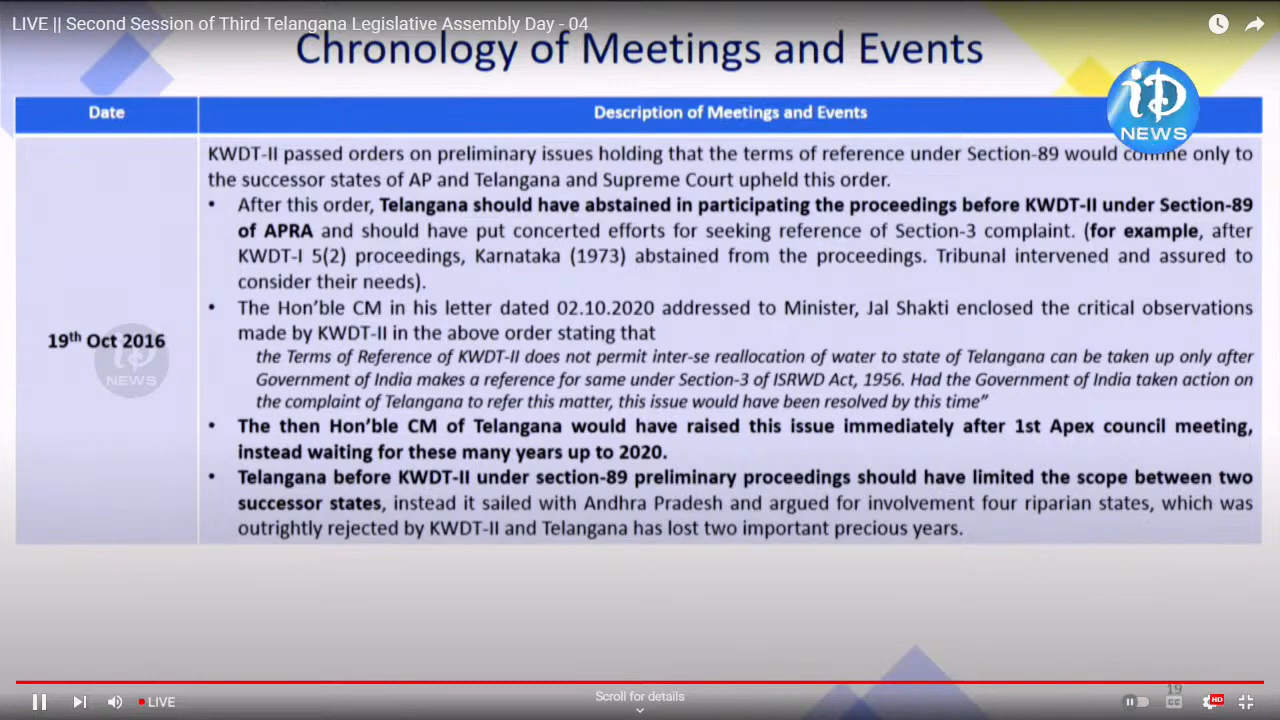 LIVE || Second Session of Third Telangana Legislative Assembly Day - 04
Chronology of Meetings and Events
iD
NEWS
Date
Description of Meetings and Events
19th Oct 2016
iD
NEWS
KWDT-II passed orders on preliminary issues holding that the terms of reference under Section-89 would confine only to
the successor states of AP and Telangana and Supreme Court upheld this order.
• After this order, Telangana should have abstained in participating the proceedings before KWDT-II under Section-89
of APRA and should have put concerted efforts for seeking reference of Section-3 complaint. (for example, after
KWDT-I 5(2) proceedings, Karnataka (1973) abstained from the proceedings. Tribunal intervened and assured to
consider their needs).
• The Hon'ble CM in his letter dated 02.10.2020 addressed to Minister, Jal Shakti enclosed the critical observations
made by KWDT-II in the above order stating that
the Terms of Reference of KWDT-II does not permit inter-se reallocation of water to state of Telangana can be taken up only after
Government of India makes a reference for same under Section-3 of ISRWD Act, 1956. Had the Government of India taken action on
the complaint of Telangana to refer this matter, this issue would have been resolved by this time”
• The then Hon'ble CM of Telangana would have raised this issue immediately after 1st Apex council meeting,
instead waiting for these many years up to 2020.
• Telangana before KWDT-II under section-89 preliminary proceedings should have limited the scope between two
successor states, instead it sailed with Andhra Pradesh and argued for involvement four riparian states, which was
outrightly rejected by KWDT-II and Telangana has lost two important precious years.
19
LIVE
Scroll for details
CC
HD